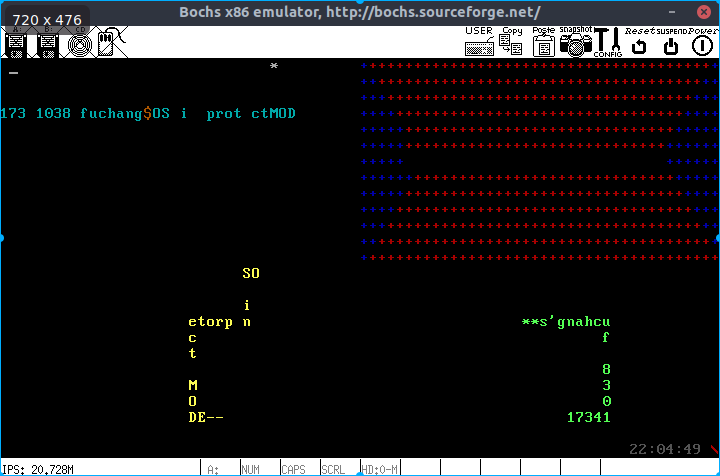 720 x 476
Bochs x86 emulator, http://bochs.sourceforge.net/
A: B: CD USER Copy Paste snapshot CONFIG Reset SUSPEND Power
*
173 1038 fuchang$OS i  prot ctMOD
SO
i
etorp n
c
t
M
O
DE--
**s'gnahcu
f
8
3
0
17341
22:04:49
IPS: 20.728M A: NUM CAPS SCRL HD:0-M